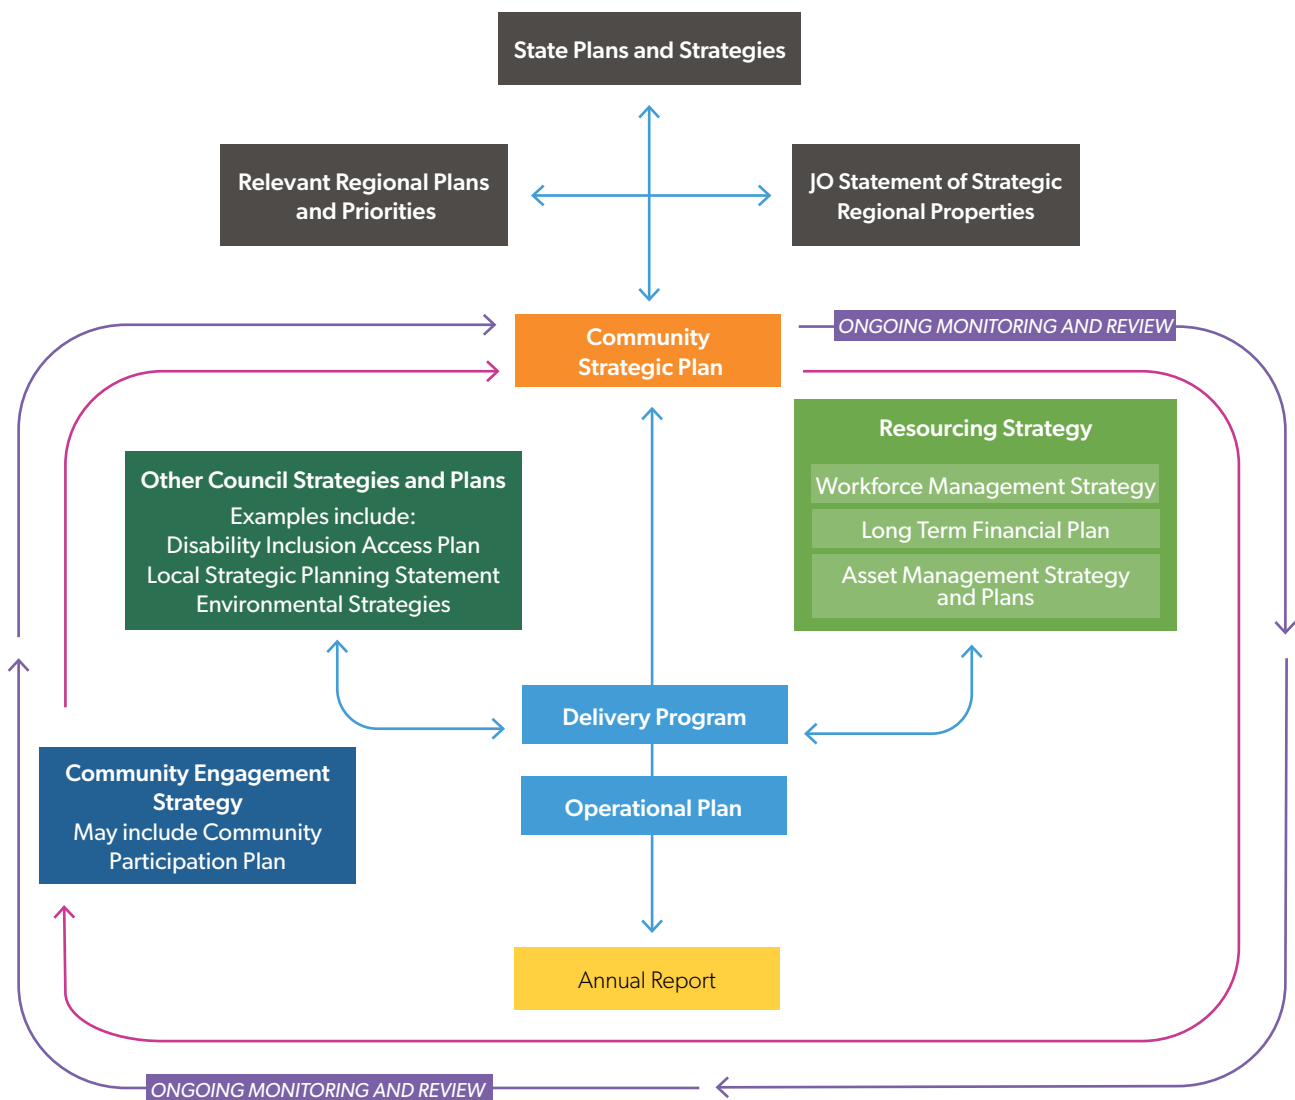 State Plans and Strategies
Relevant Regional Plans
and Priorities
JO Statement of Strategic
Regional Properties
Community
Strategic Plan
ONGOING MONITORING AND REVIEW
Resourcing Strategy
Workforce Management Strategy
Long Term Financial Plan
Asset Management Strategy
and Plans
Other Council Strategies and Plans
Examples include:
Disability Inclusion Access Plan
Local Strategic Planning Statement
Environmental Strategies
Delivery Program
Operational Plan
Community Engagement
Strategy
May include Community
Participation Plan
Annual Report
ONGOING MONITORING AND REVIEW